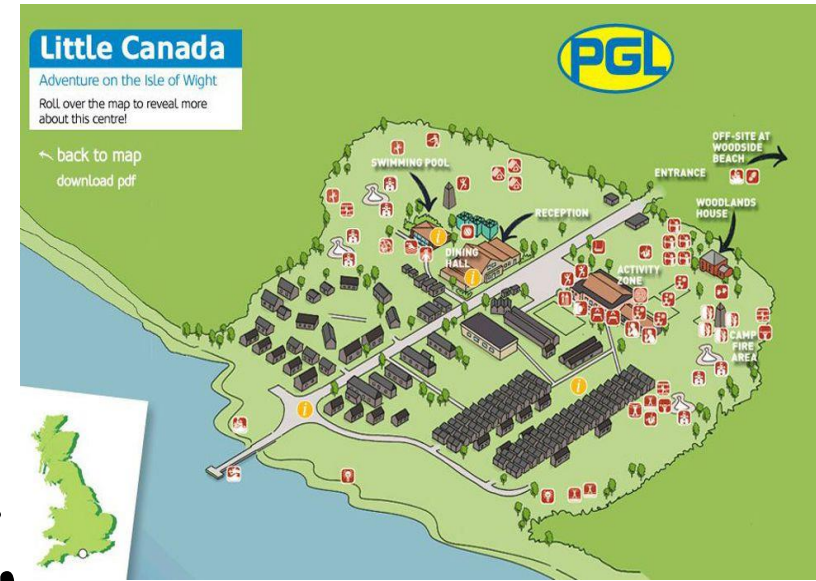 Little Canada
Adventure on the Isle of Wight
Roll over the map to reveal more
about this centre!
back to map
download pdf
PGL
OFF-SITE AT
WOODSIDE
BEACH
ENTRANCE
SWIMMING POOL
WOODLANDS
HOUSE
RECEPTION
DINING
HALL
ACTIVITY
ZONE
CAMP
FIRE
AREA
i
i
i
i